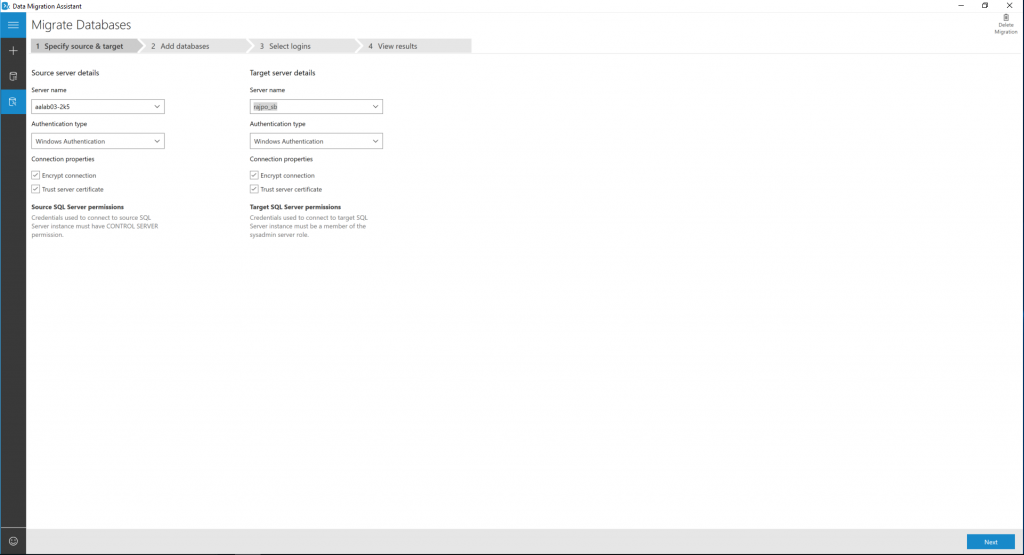 Data Migration Assistant
Migrate Databases
Delete
Migration
1 Specify source & target
2 Add databases
3 Select logins
4 View results
Source server details
Server name
aalab03-2k5
Authentication type
Windows Authentication
Connection properties
Encrypt connection
Trust server certificate
Source SQL Server permissions
Credentials used to connect to source SQL
Server instance must have CONTROL SERVER
permission.
Target server details
Server name
rajpo_sb
Authentication type
Windows Authentication
Connection properties
Encrypt connection
Trust server certificate
Target SQL Server permissions
Credentials used to connect to target SQL
Server instance must be a member of the
sysadmin server role.
Next